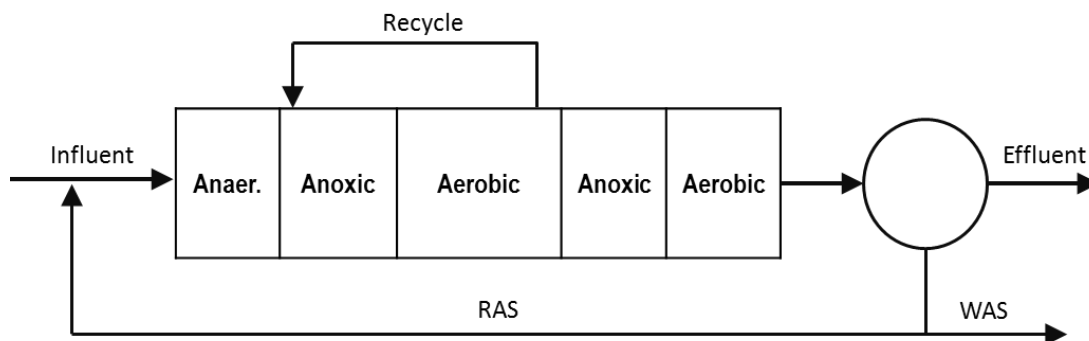 Recycle
Influent
Anaer.
Anoxic
Aerobic
Anoxic
Aerobic
Effluent
RAS
WAS